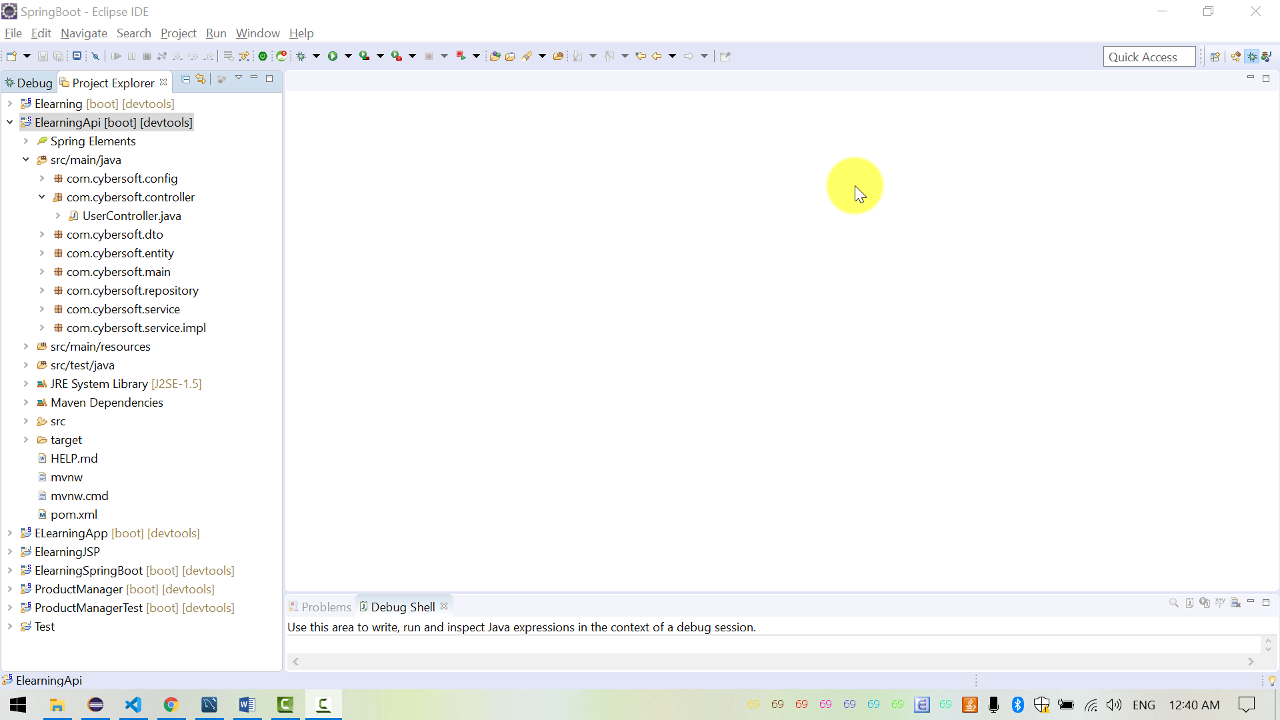 SpringBoot - Eclipse IDE
File Edit Navigate Search Project Run Window Help
Quick Access
Debug Project Explorer
Elearning [boot] [devtools]
ElearningApi [boot] [devtools]
Spring Elements
src/main/java
com.cybersoft.config
com.cybersoft.controller
UserController.java
com.cybersoft.dto
com.cybersoft.entity
com.cybersoft.main
com.cybersoft.repository
com.cybersoft.service
com.cybersoft.service.impl
src/main/resources
src/test/java
JRE System Library [J2SE-1.5]
Maven Dependencies
src
target
HELP.md
mvnw
mvnw.cmd
pom.xml
ELearningApp [boot] [devtools]
ElearningJSP
ElearningSpringBoot [boot] [devtools]
ProductManager [boot] [devtools]
ProductManagerTest [boot] [devtools]
Test
Problems Debug Shell
Use this area to write, run and inspect Java expressions in the context of a debug session.
ElearningApi
ENG 12:40 AM